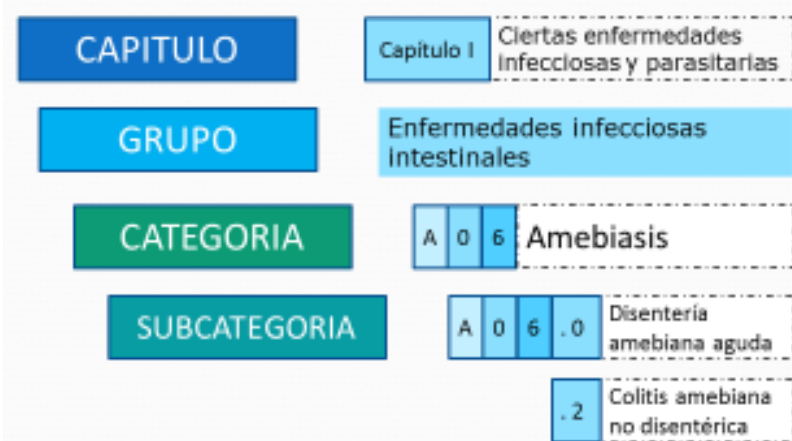 CAPITULO
Capitulo I
Ciertas enfermedades
infecciosas y parasitarias
GRUPO
Enfermedades infecciosas
intestinales
CATEGORIA
A 0 6 Amebiasis
SUBCATEGORIA
A 0 6 .0
Disentería
amebiana aguda
.2
Colitis amebiana
no disentérica